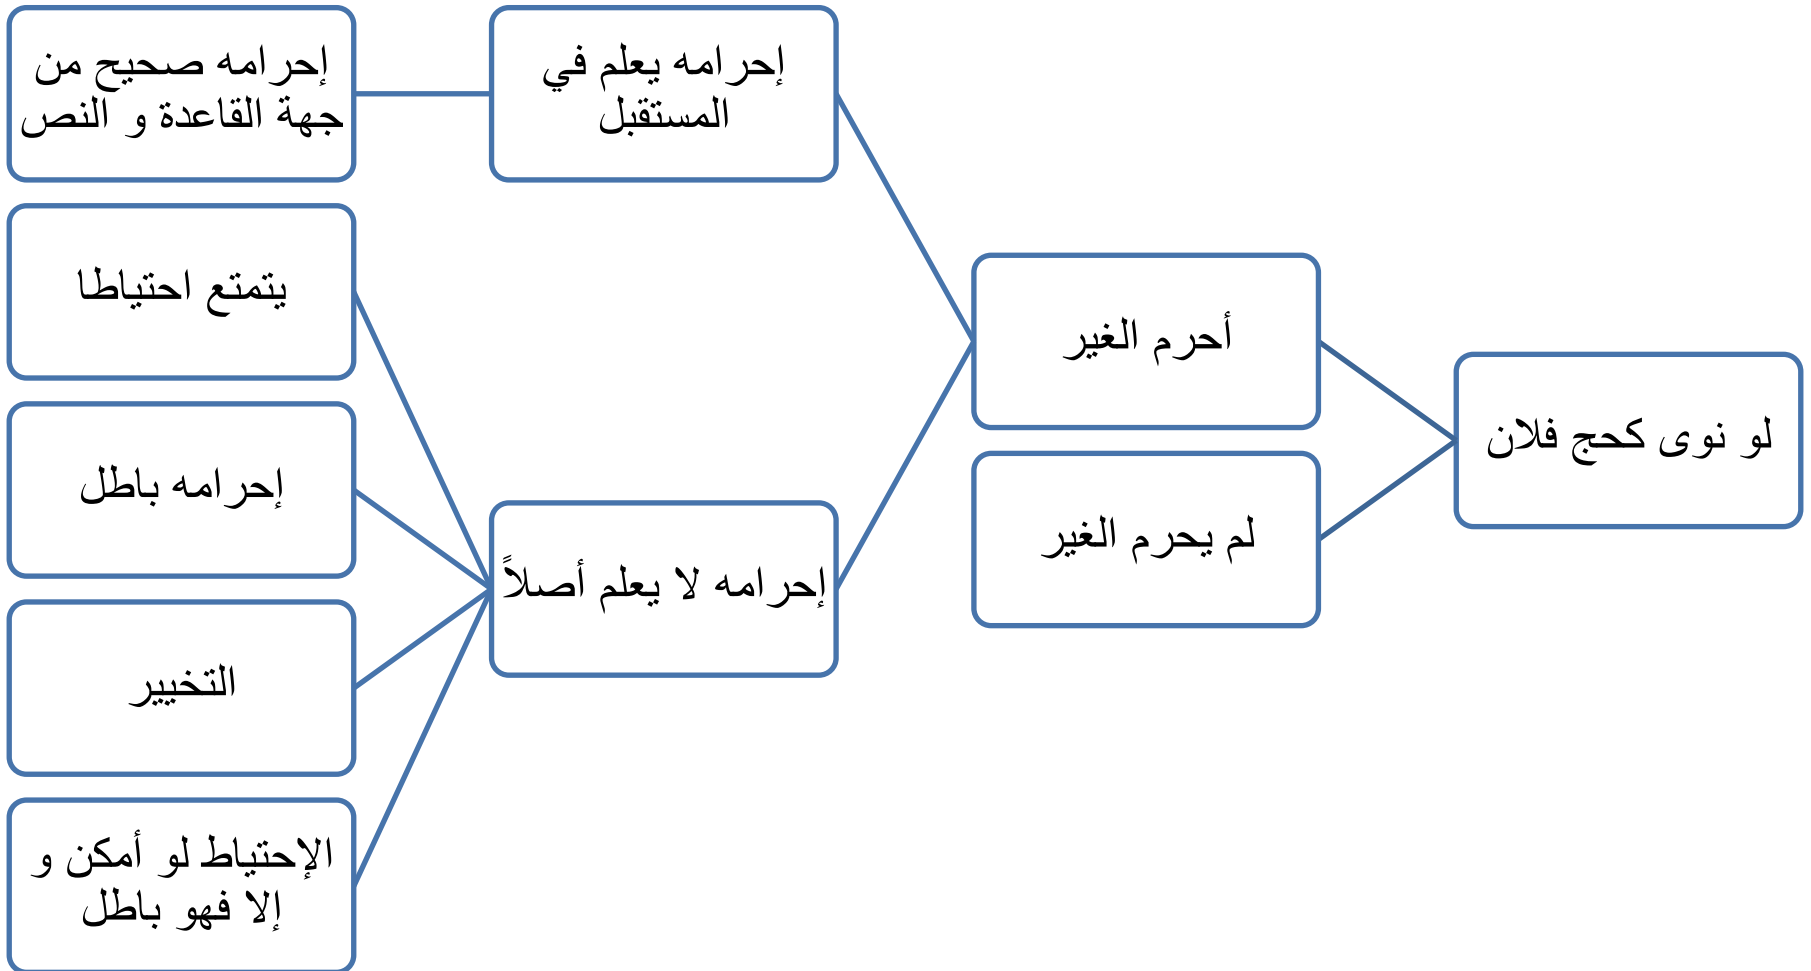 لو نوى كحج فلان
أحرم الغير
إحرامه يعلم في
المستقبل
إحرامه صحيح من
جهة القاعدة و النص
إحرامه لا يعلم أصلاً
يتمتع احتياطا
إحرامه باطل
التخيير
الإحتياط لو أمكن و
إلا فهو باطل
لم يحرم الغير